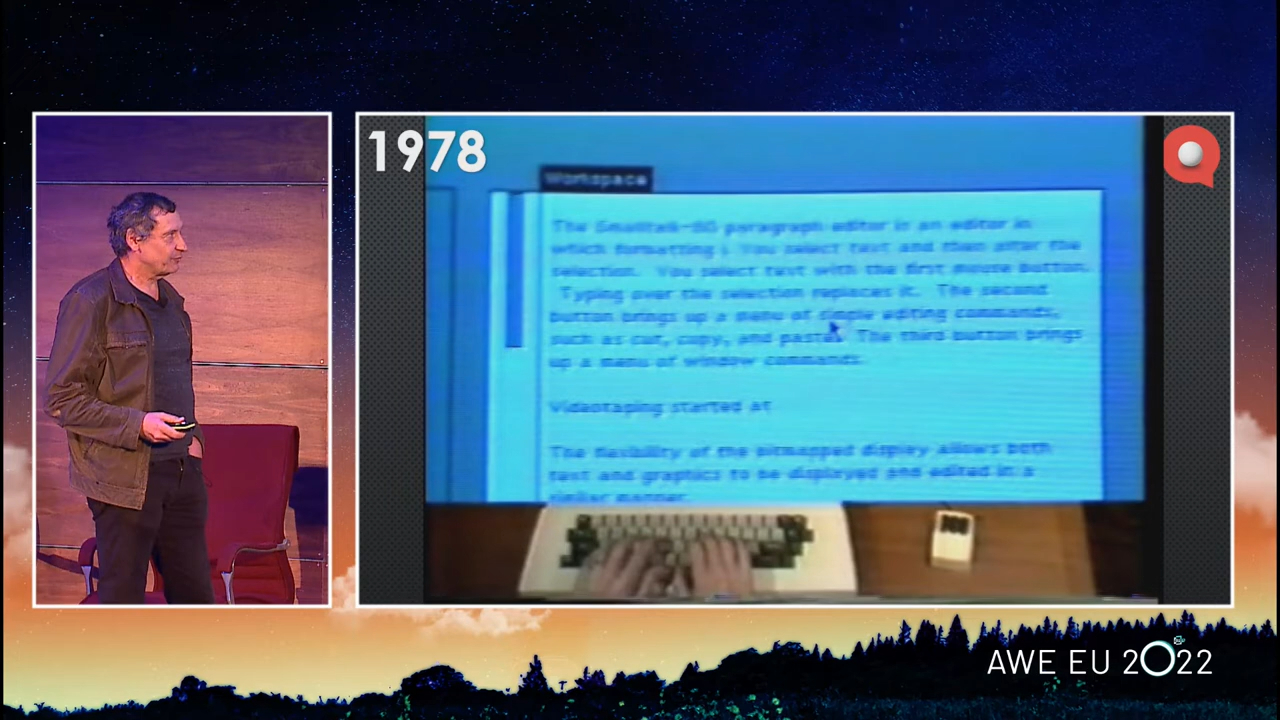 1978
Workspace
The Smalltalk-80 paragraph editor is an editor in
which formatting i You select text and then alter the
selection. You select text with the first mouse button.
Typing over the selection replaces it. The second
button brings up a menu of simple editing commands,
such as cut, copy, and paste. The third button brings
up a menu of window commands.
Videotaping started at
The flexibility of the bitmapped display allows both
text and graphics to be displayed and edited in a
similar manner.
AWE EU 2022